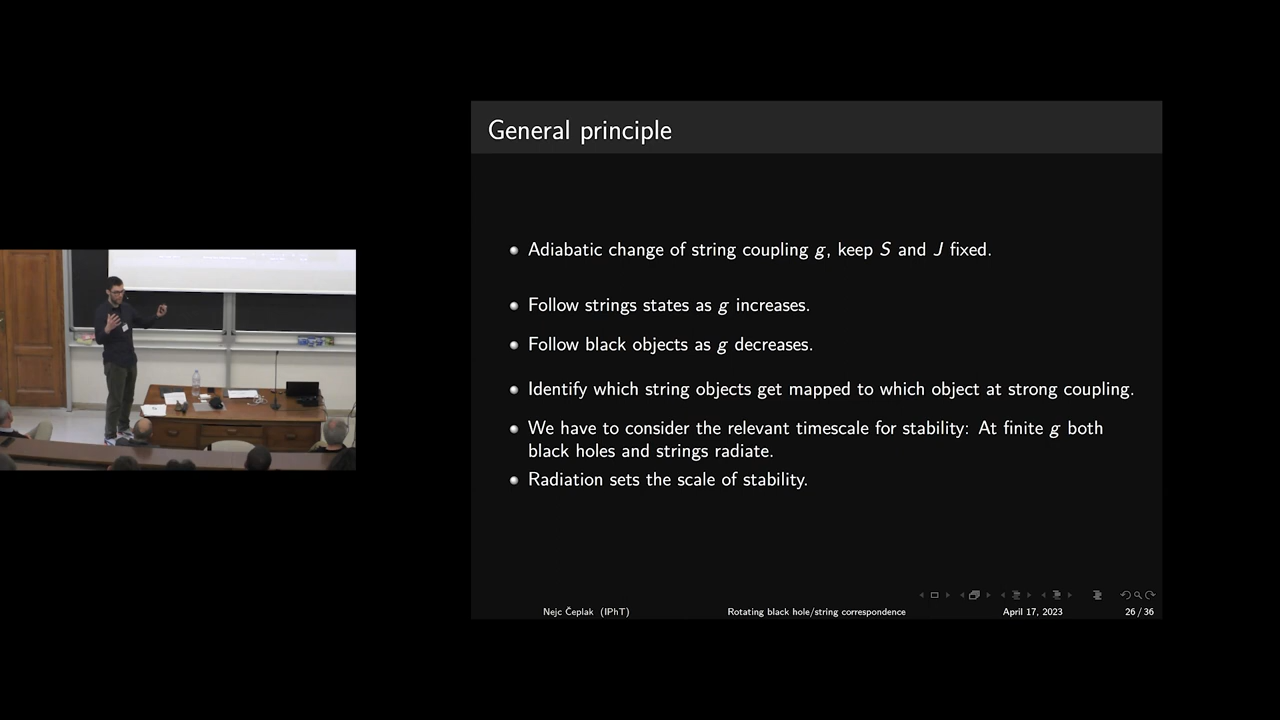 General principle
Adiabatic change of string coupling g, keep S and J fixed.
Follow strings states as g increases.
Follow black objects as g decreases.
Identify which string objects get mapped to which object at strong coupling.
We have to consider the relevant timescale for stability: At finite g both
black holes and strings radiate.
Radiation sets the scale of stability.
Nejc Čeplak (IPhT)
Rotating black hole/string correspondence
April 17, 2023
26 / 36